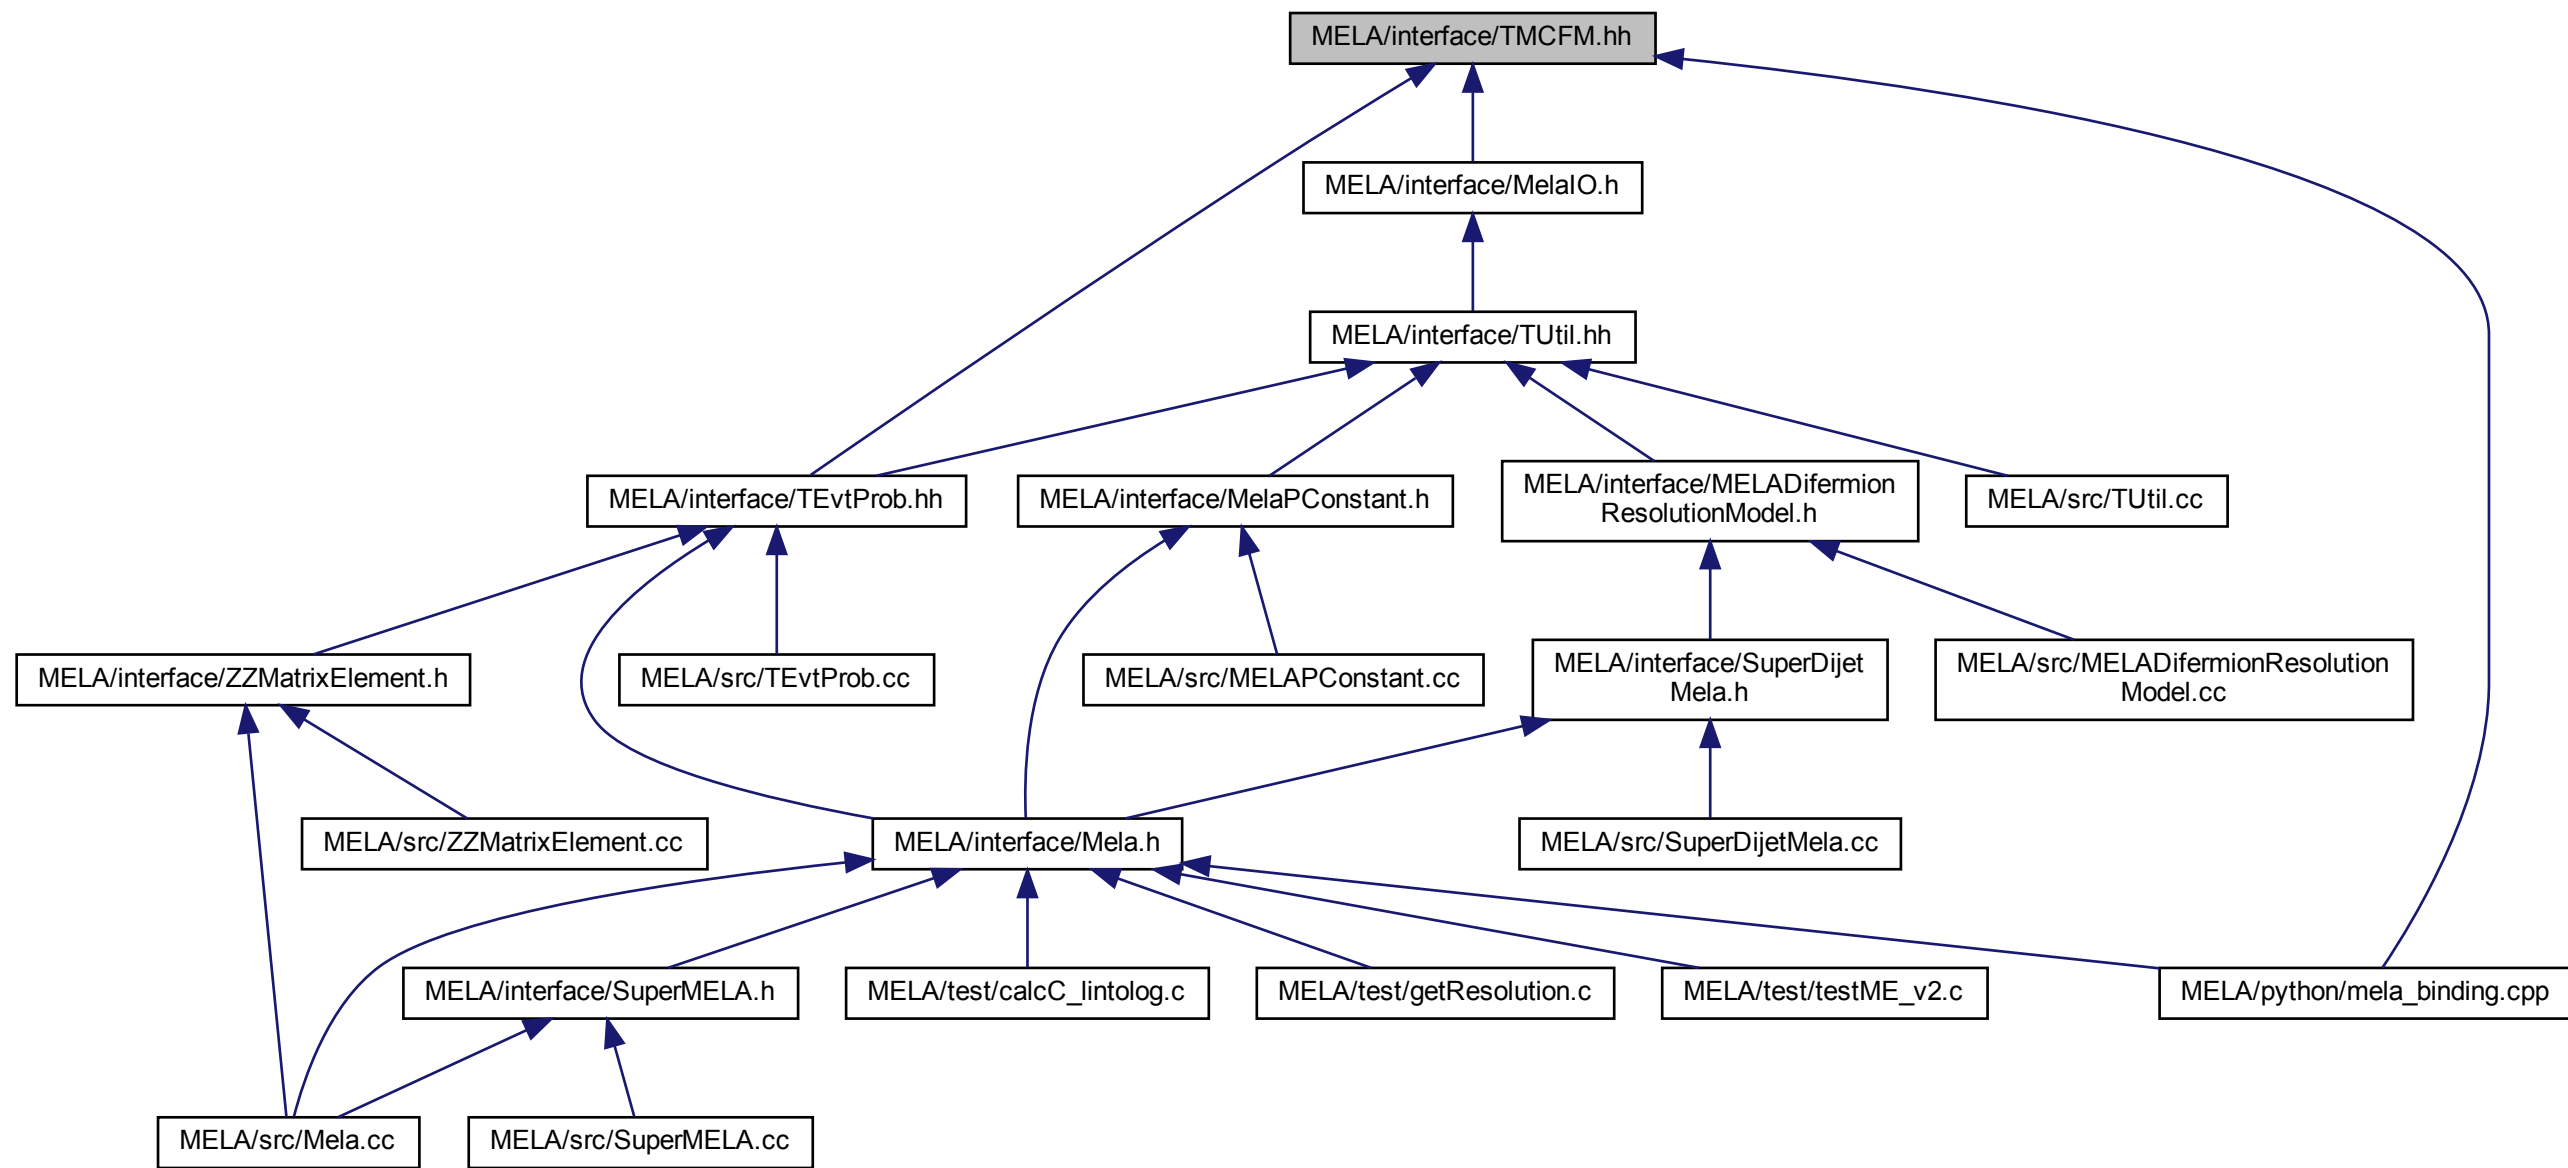 MELA/interface/TMCFM.hh
MELA/interface/MelaIO.h
MELA/interface/TUtil.hh
MELA/interface/TEvtProb.hh
MELA/interface/MelaPConstant.h
MELA/interface/MELADifermion
ResolutionModel.h
MELA/src/TUtil.cc
MELA/interface/ZZMatrixElement.h
MELA/src/TEvtProb.cc
MELA/src/MELAPConstant.cc
MELA/interface/SuperDijet
Mela.h
MELA/src/MELADifermionResolution
Model.cc
MELA/src/ZZMatrixElement.cc
MELA/interface/Mela.h
MELA/src/SuperDijetMela.cc
MELA/interface/SuperMELA.h
MELA/test/calcC_lintolog.c
MELA/test/getResolution.c
MELA/test/testME_v2.c
MELA/python/mela_binding.cpp
MELA/src/Mela.cc
MELA/src/SuperMELA.cc